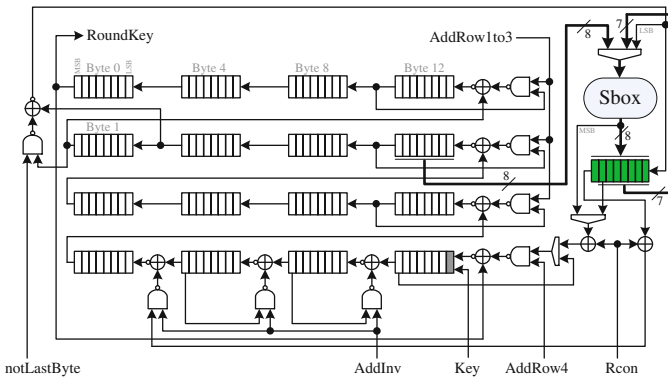 RoundKey
AddRow1to3
8
7
LSB
MSB
Byte 0
LSB
Byte 4
Byte 8
Byte 12
Sbox
Byte 1
MSB
8
8
7
notLastByte
AddInv
Key
AddRow4
Rcon